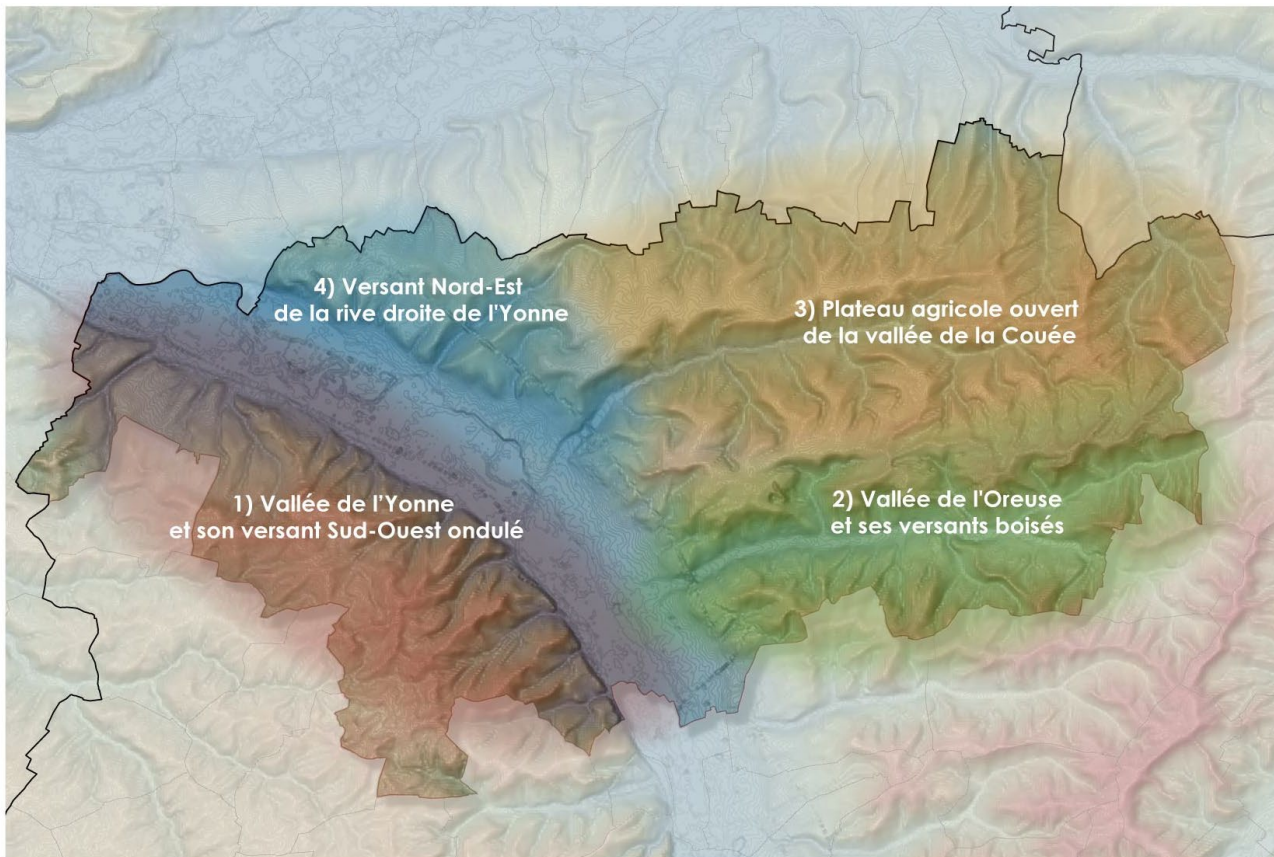 4) Versant Nord-Est
de la rive droite de l'Yonne
3) Plateau agricole ouvert
de la vallée de la Couée
1) Vallée de l'Yonne
et son versant Sud-Ouest ondulé
2) Vallée de l'Oreuse
et ses versants boisés